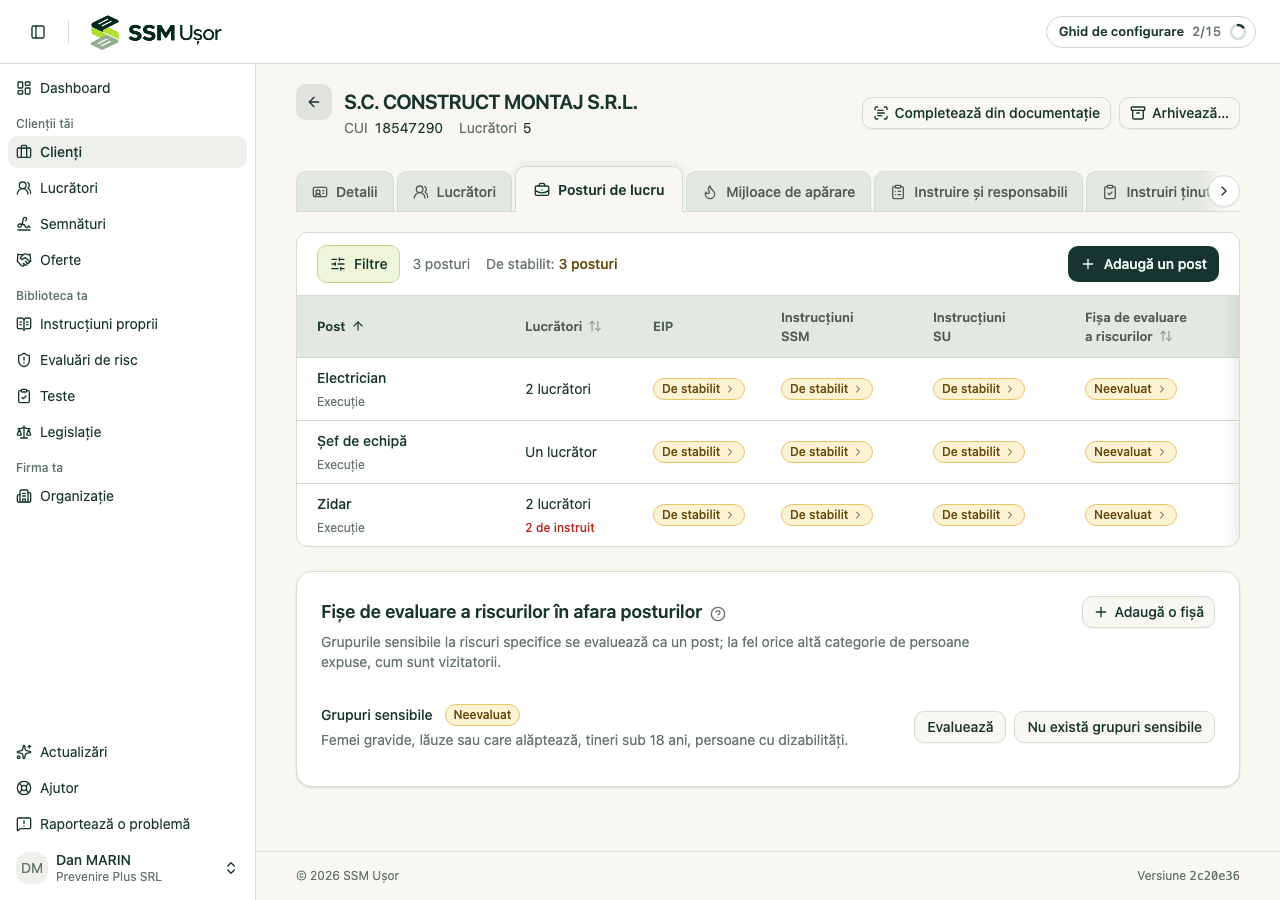 SSM Ușor
Ghid de configurare 2/15
Dashboard
Clienții tăi
Clienți
Lucrători
Semnături
Oferte
Biblioteca ta
Instrucțiuni proprii
Evaluări de risc
Teste
Legislație
Firma ta
Organizație
Actualizări
Ajutor
Raportează o problemă
DM
Dan MARIN
Prevenire Plus SRL
S.C. CONSTRUCT MONTAJ S.R.L.
CUI 18547290 Lucrători 5
Completează din documentație
Arhivează...
Detalii
Lucrători
Posturi de lucru
Mijloace de apărare
Instruire și responsabili
Instruiri ținut
Filtre
3 posturi
De stabilit: 3 posturi
Adaugă un post
Post
Lucrători
EIP
Instrucțiuni
SSM
Instrucțiuni
SU
Fișa de evaluare
a riscurilor
Electrician
Execuție
2 lucrători
De stabilit
De stabilit
De stabilit
Neevaluat
Șef de echipă
Execuție
Un lucrător
De stabilit
De stabilit
De stabilit
Neevaluat
Zidar
Execuție
2 lucrători
2 de instruit
De stabilit
De stabilit
De stabilit
Neevaluat
Fișe de evaluare a riscurilor în afara posturilor
Adaugă o fișă
Grupurile sensibile la riscuri specifice se evaluează ca un post; la fel orice altă categorie de persoane
expuse, cum sunt vizitatorii.
Grupuri sensibile
Neevaluat
Femei gravide, lăuze sau care alăptează, tineri sub 18 ani, persoane cu dizabilități.
Evaluează
Nu există grupuri sensibile
© 2026 SSM Ușor
Versiune 2c20e36